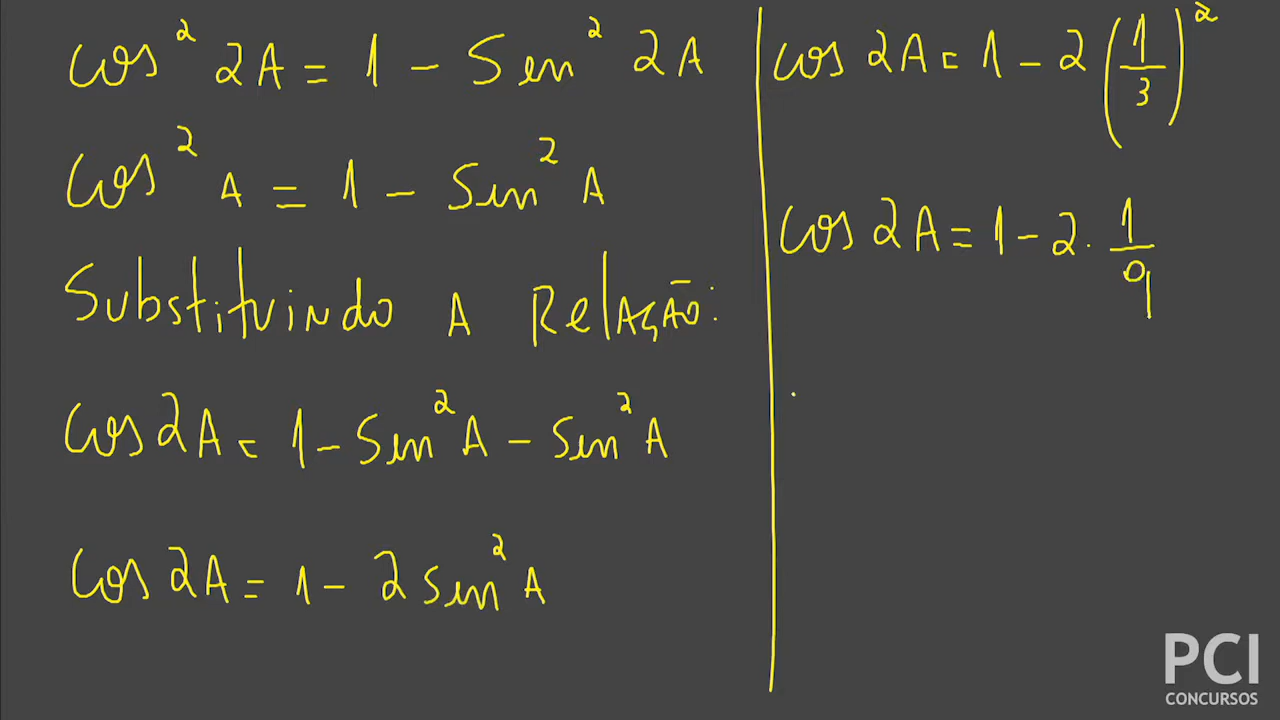 cos² 2A = 1 - Sen² 2A
cos² A = 1 - Sen² A
Substituindo A Relação:
cos 2A = 1 - Sen² A - Sen² A
cos 2A = 1 - 2 sen² A
cos 2A = 1 - 2 (1/3)²
cos 2A = 1 - 2 . 1/9
PCI
CONCURSOS